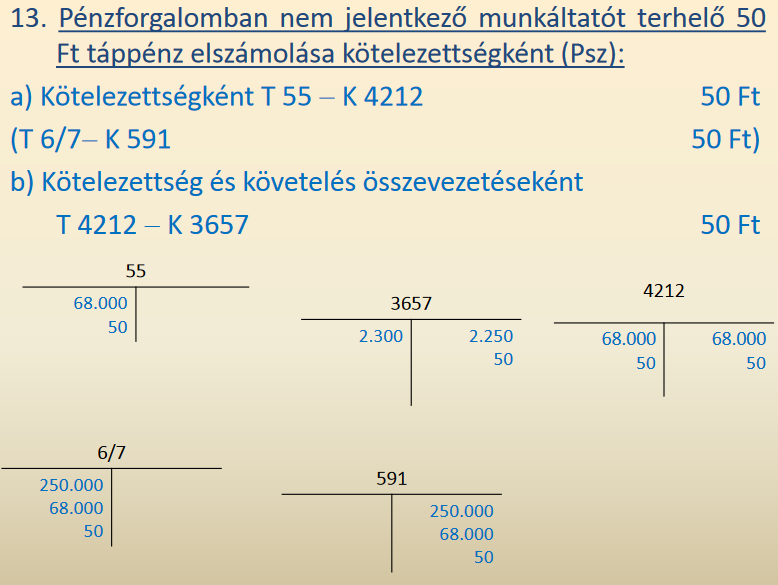 13. Pénzforgalomban nem jelentkező munkáltatót terhelő 50
Ft táppénz elszámolása kötelezettségként (Psz):
a) Kötelezettségként T 55 – K 4212 50 Ft
(T 6/7– K 591 50 Ft)
b) Kötelezettség és követelés összevezetéseként
T 4212 – K 3657 50 Ft
55
68.000
50
3657
2.300 2.250
50
4212
68.000 68.000
50 50
6/7
250.000
68.000
50
591
250.000
68.000
50